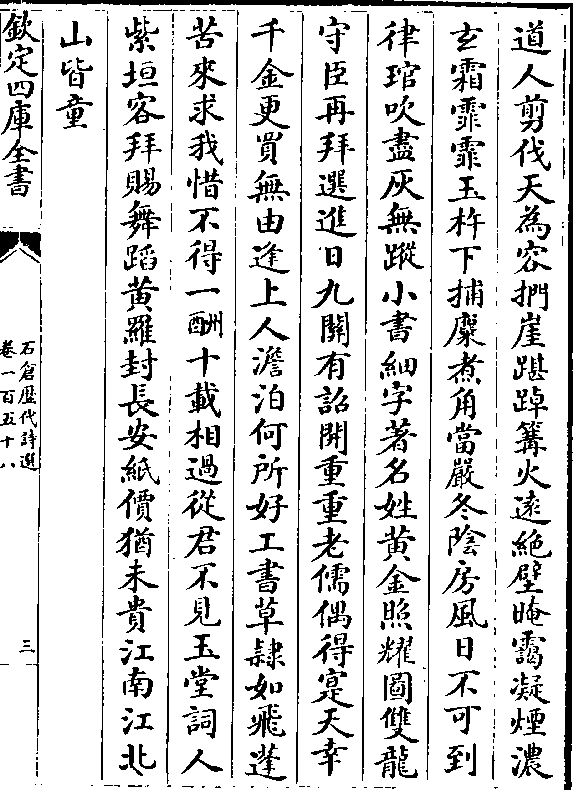 道人剪伐天為容捫崖踸踔篝火遠絶壁晻靄凝煙濃
𤣥霜霏霏玉杵下捕麋煮角當嚴冬陰房風日不可到
律琯吹盡灰無蹤小書細字著名姓黄金照耀圖雙龍
守臣再拜選進日九關有詔開重重老儒偶得寔天幸
千金更買無由逢上人澹泊何所好工書草隸如飛蓬
苦來求我惜不得一酬十載相過從君不見玉堂詞人
紫垣容拜賜舞蹈黄羅封長安紙價猶未貴江南江北
山皆童
欽定四庫全書
石倉歴代詩選
卷一百五十八
三